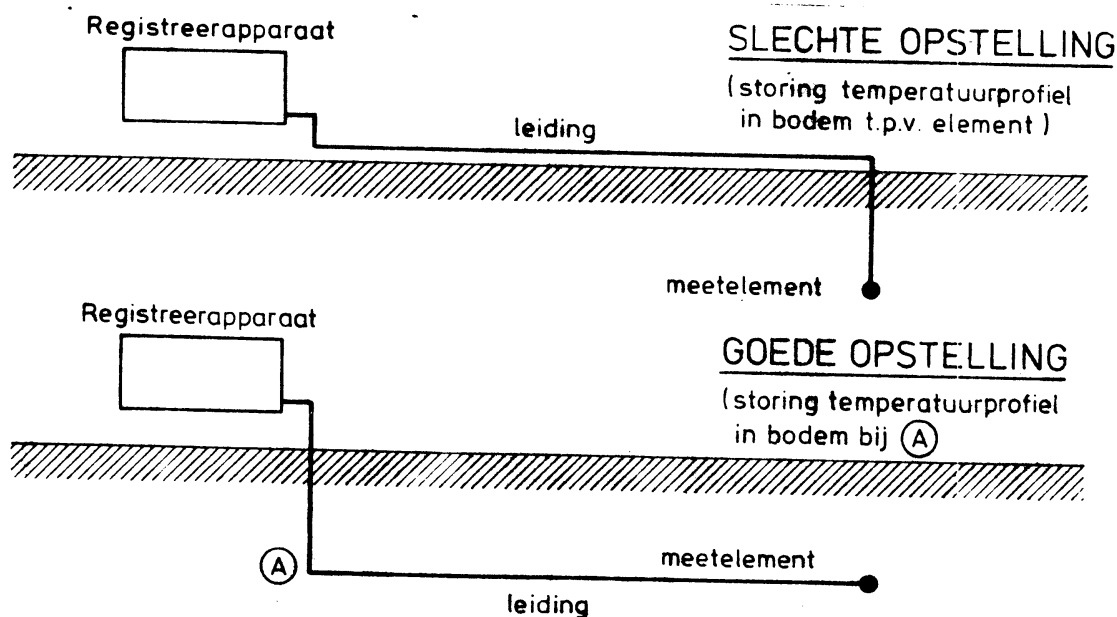 Registreerapparaat
SLECHTE OPSTELLING
(storing temperatuurprofiel
in bodem t.p.v. element)
leiding
meetelement
Registreerapparaat
GOEDE OPSTELLING
(storing temperatuurprofiel
in bodem bij A
A
meetelement
leiding